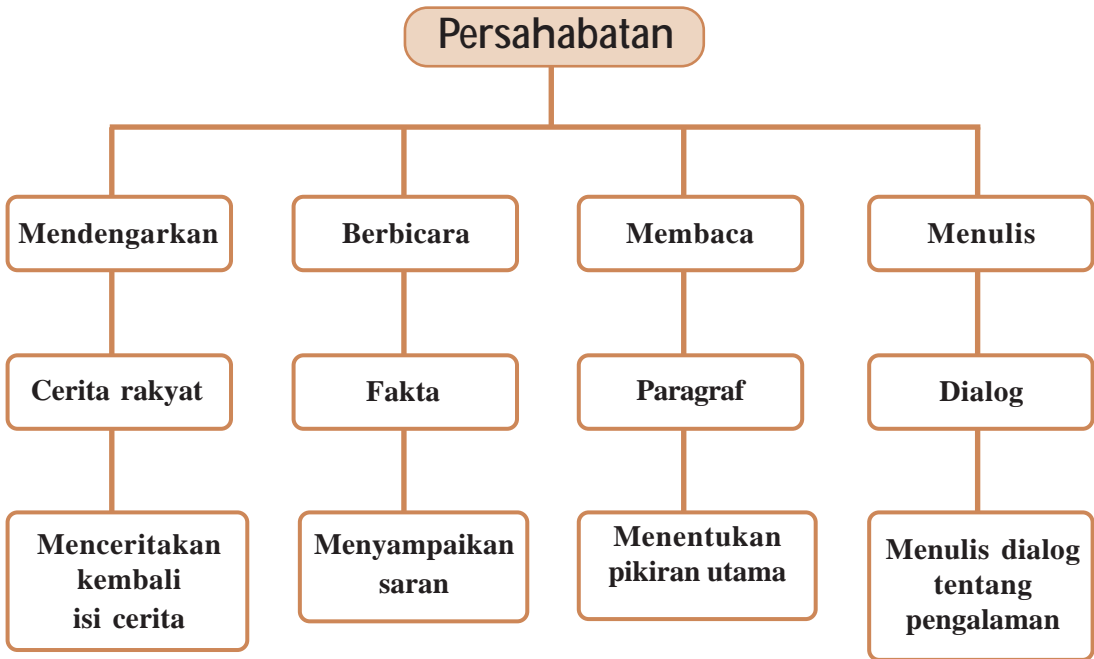 Persahabatan
Mendengarkan
Berbicara
Membaca
Menulis
Cerita rakyat
Fakta
Paragraf
Dialog
Menceritakan
kembali
isi cerita
Menyampaikan
saran
Menentukan
pikiran utama
Menulis dialog
tentang
pengalaman